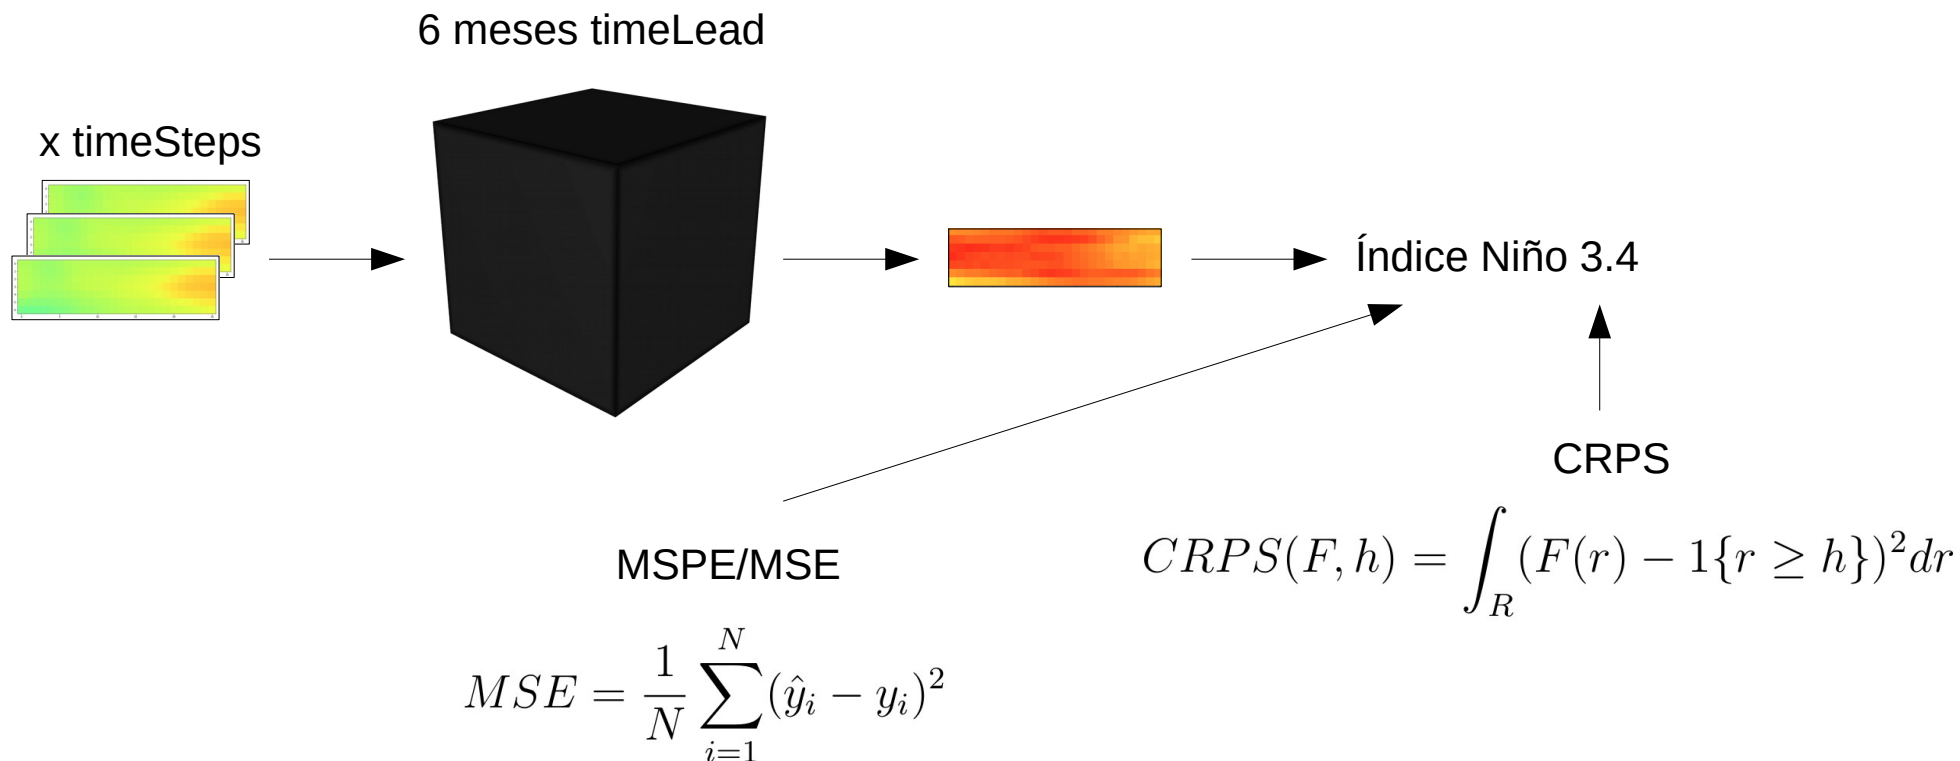 6 meses timeLead
x timeSteps
Índice Niño 3.4
CRPS
CRPS(F, h) = ∫_R (F(r) − 1{r ≥ h})² dr
MSPE/MSE
MSE = 1/N ∑_{i=1}^{N} (ŷ_i − y_i)²